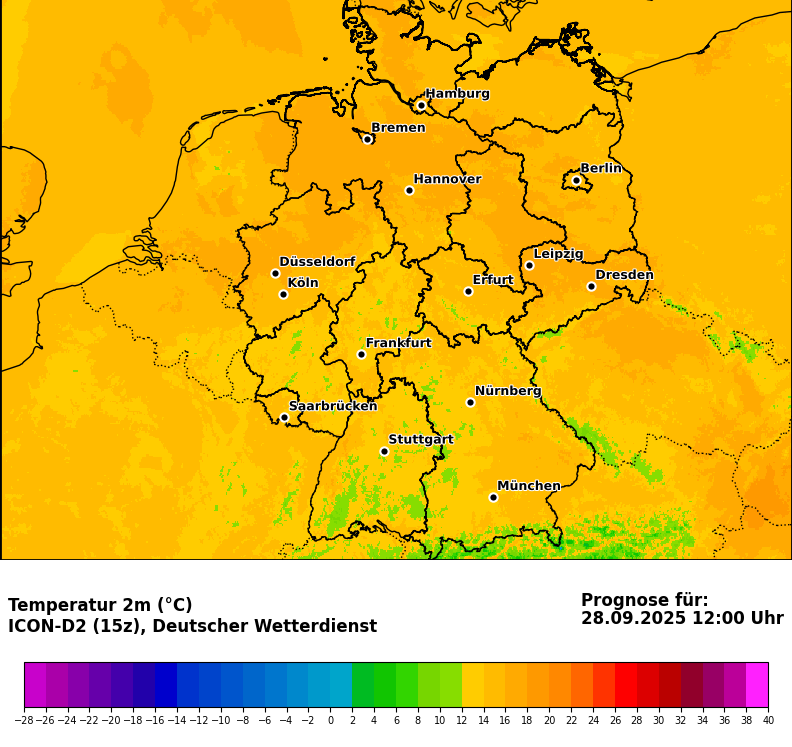 Hamburg
Bremen
Berlin
Hannover
Leipzig
Düsseldorf
Dresden
Köln
Erfurt
Frankfurt
Nürnberg
Saarbrücken
Stuttgart
München
Temperatur 2m (°C)
ICON-D2 (15z), Deutscher Wetterdienst
Prognose für:
28.09.2025 12:00 Uhr
−28 −26 −24 −22 −20 −18 −16 −14 −12 −10 −8 −6 −4 −2 0 2 4 6 8 10 12 14 16 18 20 22 24 26 28 30 32 34 36 38 40